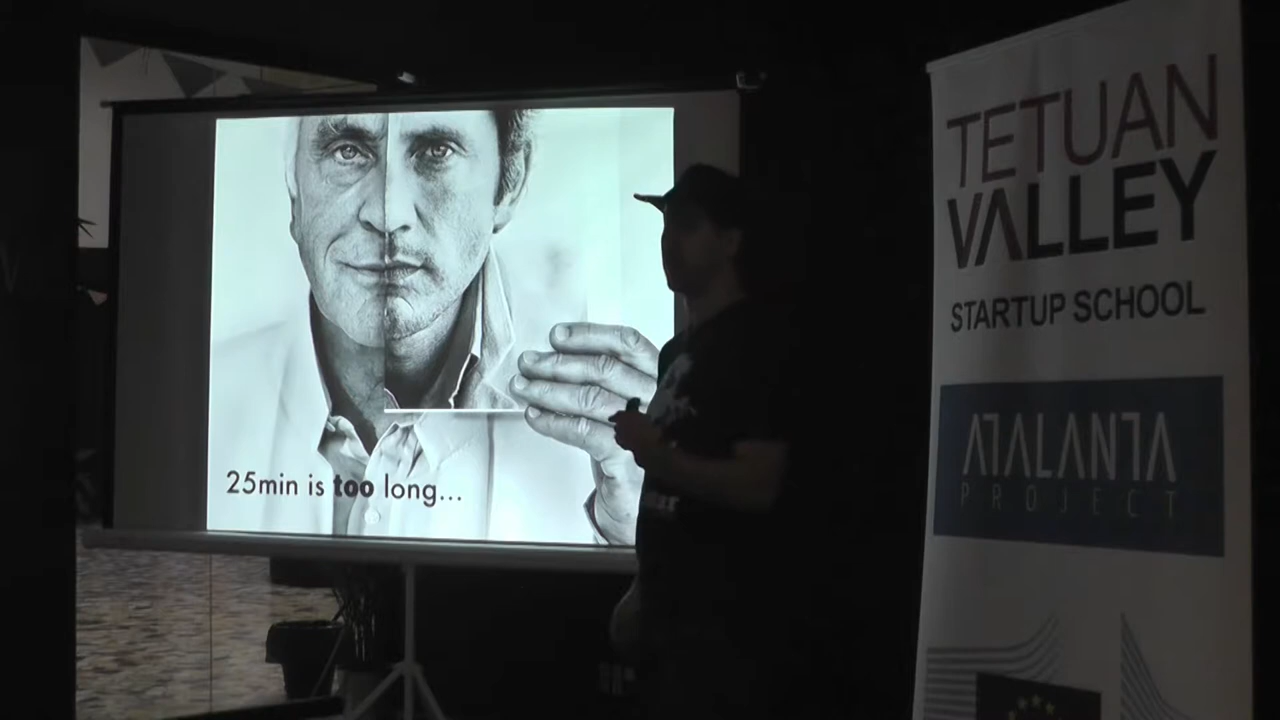 25min is too long...
TETUAN
VALLEY
STARTUP SCHOOL
ATALANTA
PROJECT